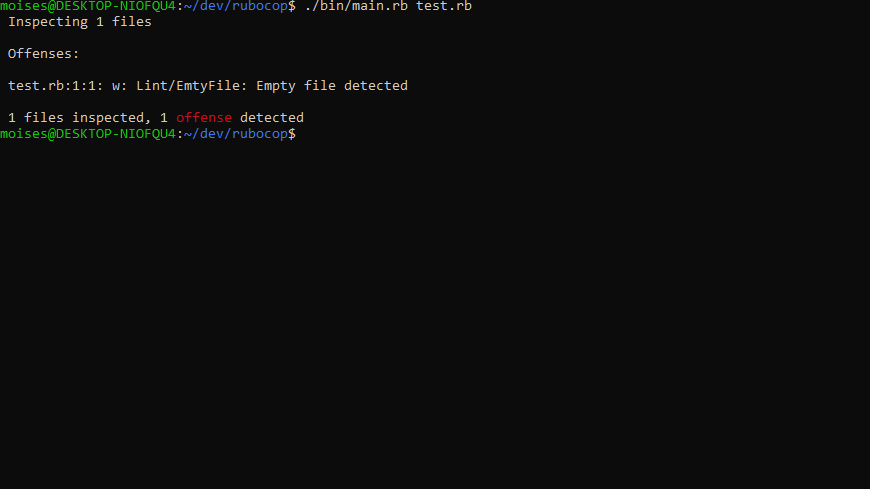 moises@DESKTOP-NIOFQU4:~/dev/rubocop$ ./bin/main.rb test.rb
Inspecting 1 files
Offenses:
test.rb:1:1: w: Lint/EmtyFile: Empty file detected
1 files inspected, 1 offense detected
moises@DESKTOP-NIOFQU4:~/dev/rubocop$